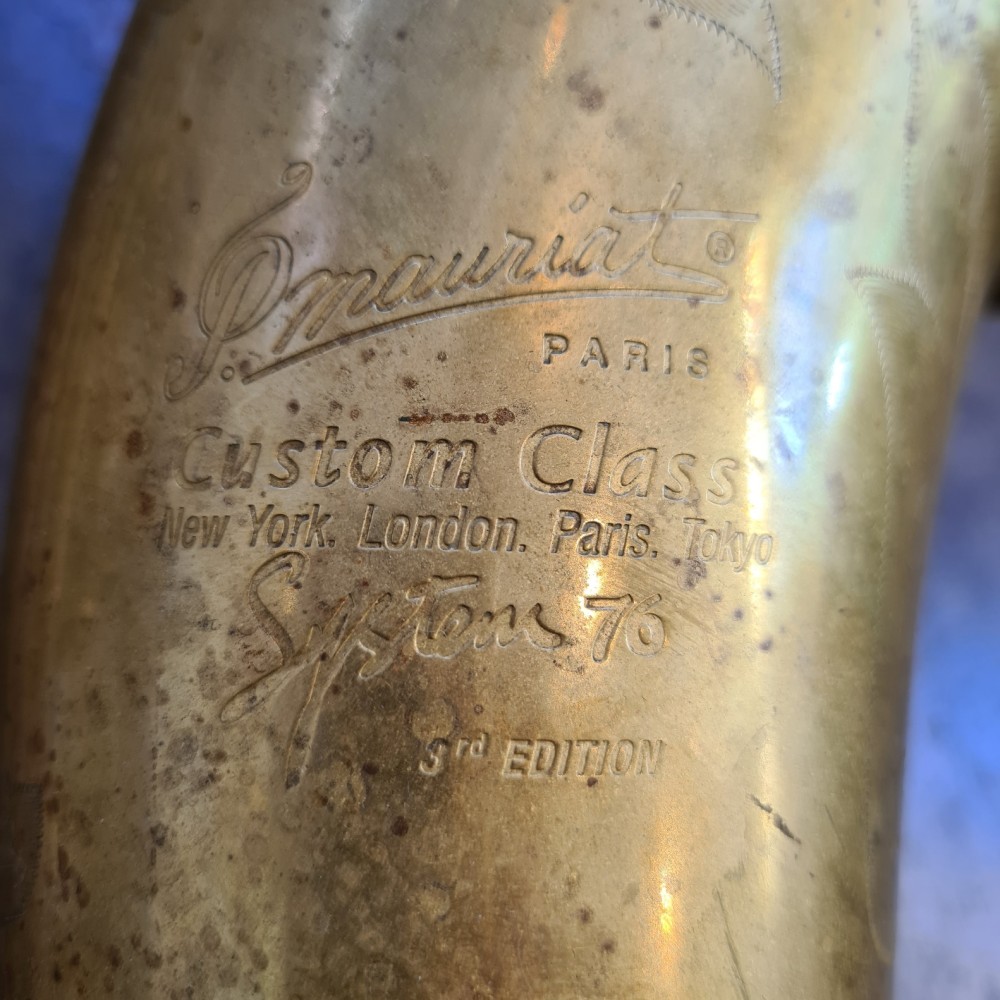 P. mauriat ®
PARIS
Custom Class
New York. London. Paris. Tokyo
System 76
3rd EDITION